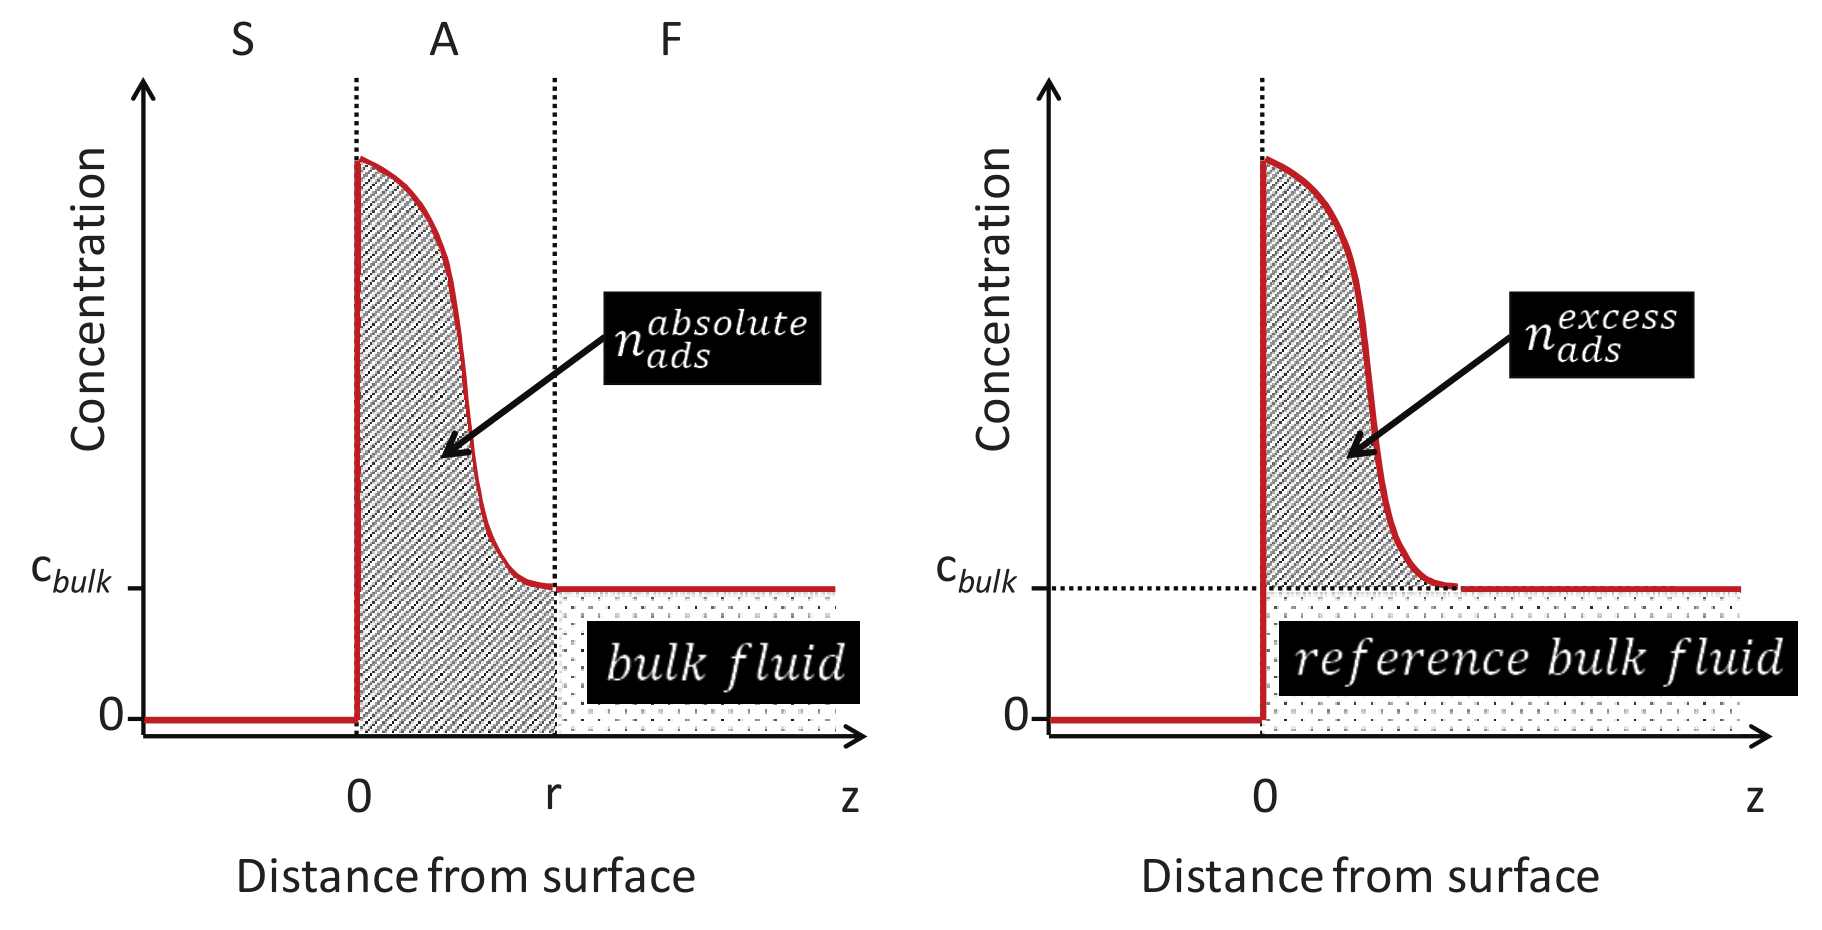 S A F
Concentration
n_{ads}^{absolute}
c_{bulk}
bulk fluid
0
0 r z
Distance from surface
Concentration
n_{ads}^{excess}
c_{bulk}
reference bulk fluid
0
0 z
Distance from surface